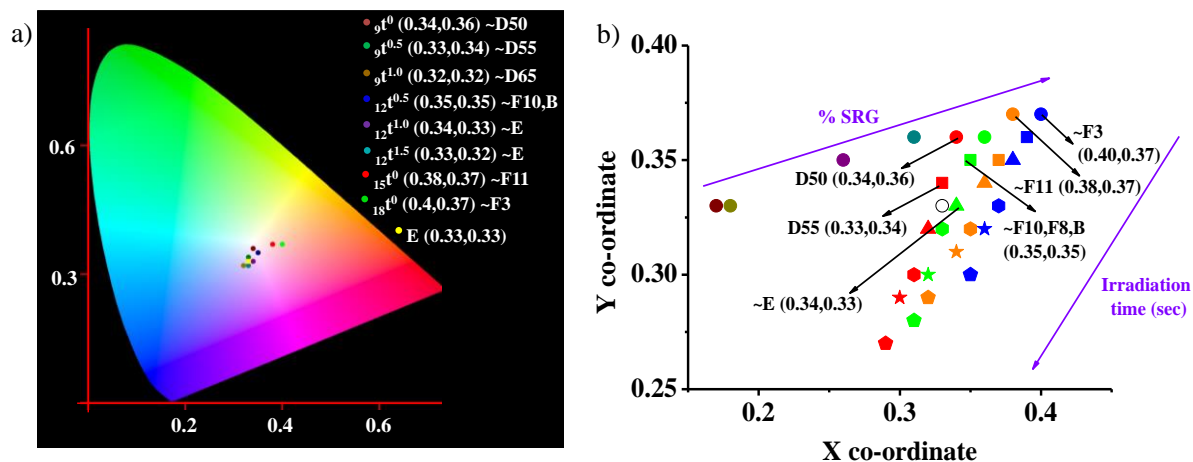 a)
9t0 (0.34,0.36) ~D50
9t0.5 (0.33,0.34) ~D55
9t1.0 (0.32,0.32) ~D65
12t0.5 (0.35,0.35) ~F10,B
12t1.0 (0.34,0.33) ~E
12t1.5 (0.33,0.32) ~E
15t0 (0.38,0.37) ~F11
18t0 (0.4,0.37) ~F3
E (0.33,0.33)
0.6
0.3
0.2 0.4 0.6
b)
0.40
0.35
0.30
0.25
Y co-ordinate
% SRG
~F3
(0.40,0.37)
D50 (0.34,0.36)
~F11 (0.38,0.37)
D55 (0.33,0.34)
~F10,F8,B
(0.35,0.35)
~E (0.34,0.33)
Irradiation
time (sec)
0.2 0.3 0.4
X co-ordinate